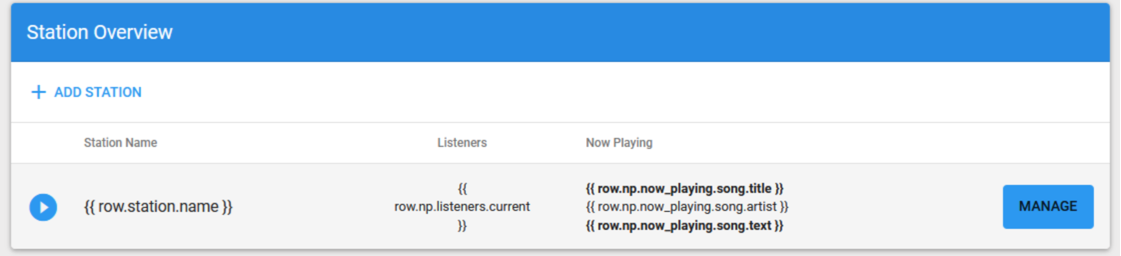 Station Overview
+ ADD STATION
Station Name Listeners Now Playing
{{ row.station.name }}
{{
row.np.listeners.current
}}
{{ row.np.now_playing.song.title }}
{{ row.np.now_playing.song.artist }}
{{ row.np.now_playing.song.text }}
MANAGE